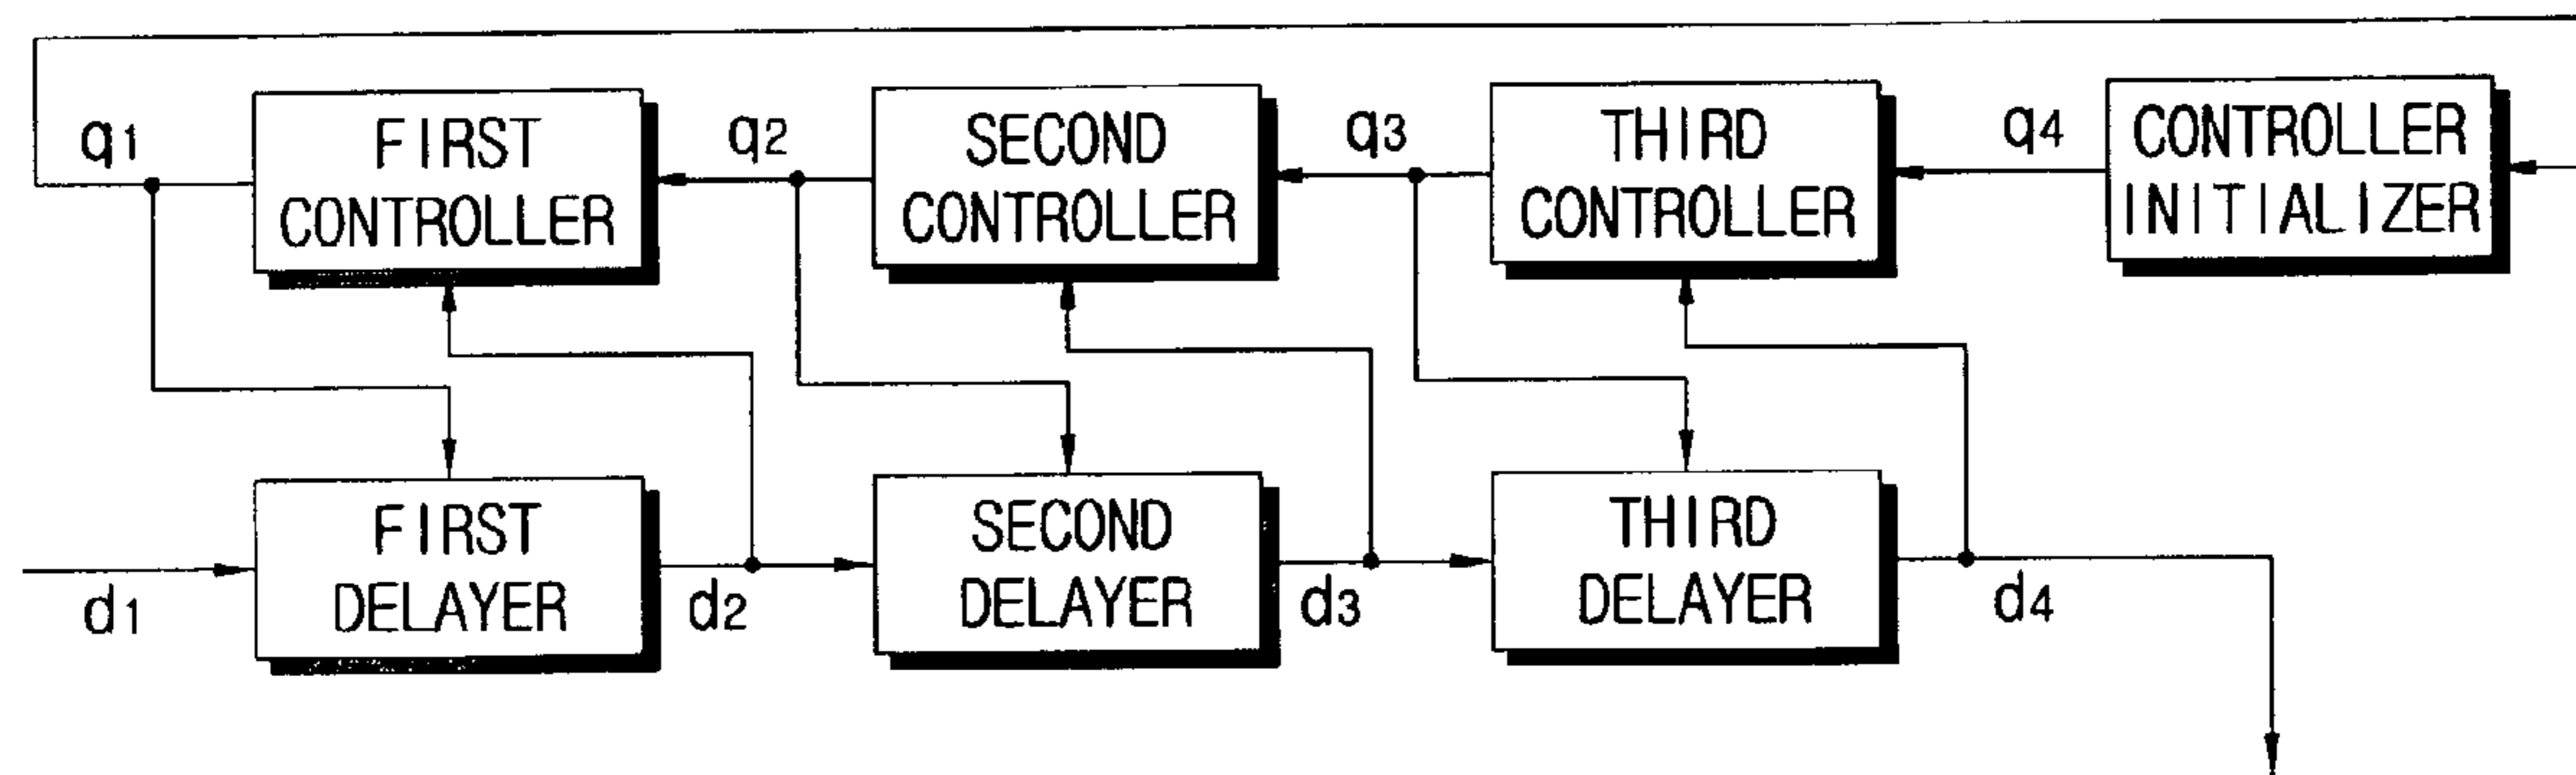 q1
FIRST
CONTROLLER
q2
SECOND
CONTROLLER
q3
THIRD
CONTROLLER
q4
CONTROLLER
INITIALIZER
d1
FIRST
DELAYER
d2
SECOND
DELAYER
d3
THIRD
DELAYER
d4